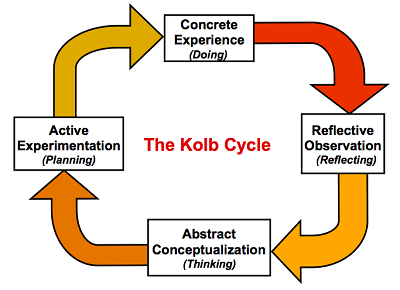 Concrete
Experience
(Doing)
Reflective
Observation
(Reflecting)
Abstract
Conceptualization
(Thinking)
Active
Experimentation
(Planning)
The Kolb Cycle